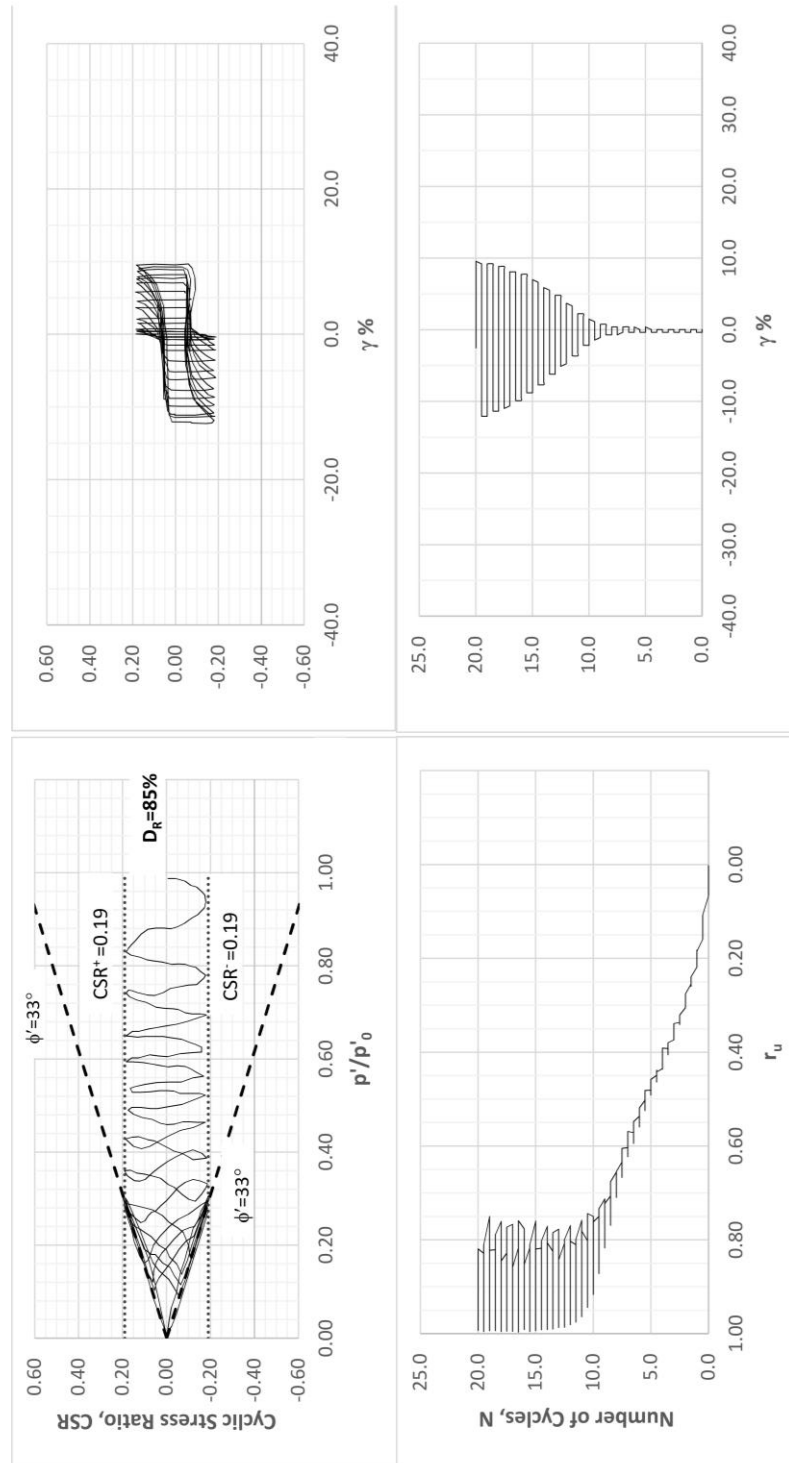 0.60
0.40
0.20
0.00
-0.20
-0.40
-0.60
Cyclic Stress Ratio, CSR
0.00 0.20 0.40 0.60 0.80 1.00
p'/p'₀
ϕ'=33°
CSR⁺=0.19
D_R=85%
CSR⁻=0.19
ϕ'=33°
0.60
0.40
0.20
0.00
-0.20
-0.40
-0.60
-40.0 -20.0 0.0 20.0 40.0
γ %
25.0
20.0
15.0
10.0
5.0
0.0
Number of Cycles, N
1.00 0.80 0.60 0.40 0.20 0.00
r_u
25.0
20.0
15.0
10.0
5.0
0.0
-40.0 -30.0 -20.0 -10.0 0.0 10.0 20.0 30.0 40.0
γ %